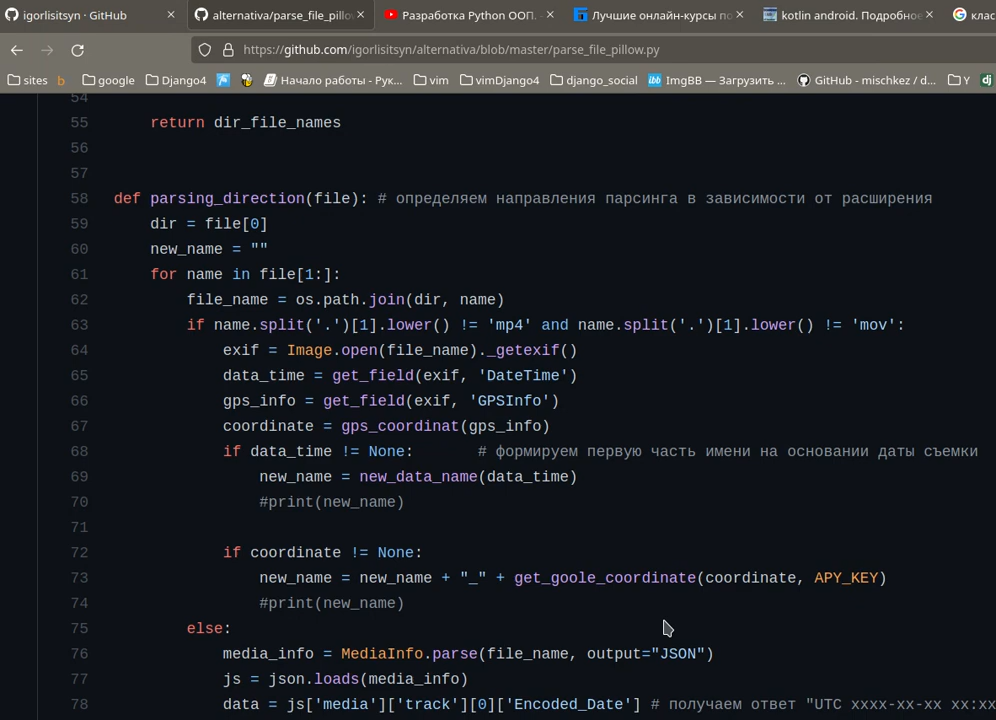 igorlisitsyn · GitHub
alternativa/parse_file_pillow
Разработка Python ООП. -
Лучшие онлайн-курсы по
kotlin android. Подробное
клас
https://github.com/igorlisitsyn/alternativa/blob/master/parse_file_pillow.py
sites
b
google
Django4
Начало работы - Рук...
vim
vimDjango4
django_social
ibb
ImgBB — Загрузить ...
GitHub - mischkez / d...
Y
dj
54
55 return dir_file_names
56
57
58 def parsing_direction(file): # определяем направления парсинга в зависимости от расширения
59 dir = file[0]
60 new_name = ""
61 for name in file[1:]:
62 file_name = os.path.join(dir, name)
63 if name.split('.')[1].lower() != 'mp4' and name.split('.')[1].lower() != 'mov':
64 exif = Image.open(file_name)._getexif()
65 data_time = get_field(exif, 'DateTime')
66 gps_info = get_field(exif, 'GPSInfo')
67 coordinate = gps_coordinat(gps_info)
68 if data_time != None: # формируем первую часть имени на основании даты съемки
69 new_name = new_data_name(data_time)
70 #print(new_name)
71
72 if coordinate != None:
73 new_name = new_name + "_" + get_goole_coordinate(coordinate, APY_KEY)
74 #print(new_name)
75 else:
76 media_info = MediaInfo.parse(file_name, output="JSON")
77 js = json.loads(media_info)
78 data = js['media']['track'][0]['Encoded_Date'] # получаем ответ "UTC xxxx-xx-xx xx:xx